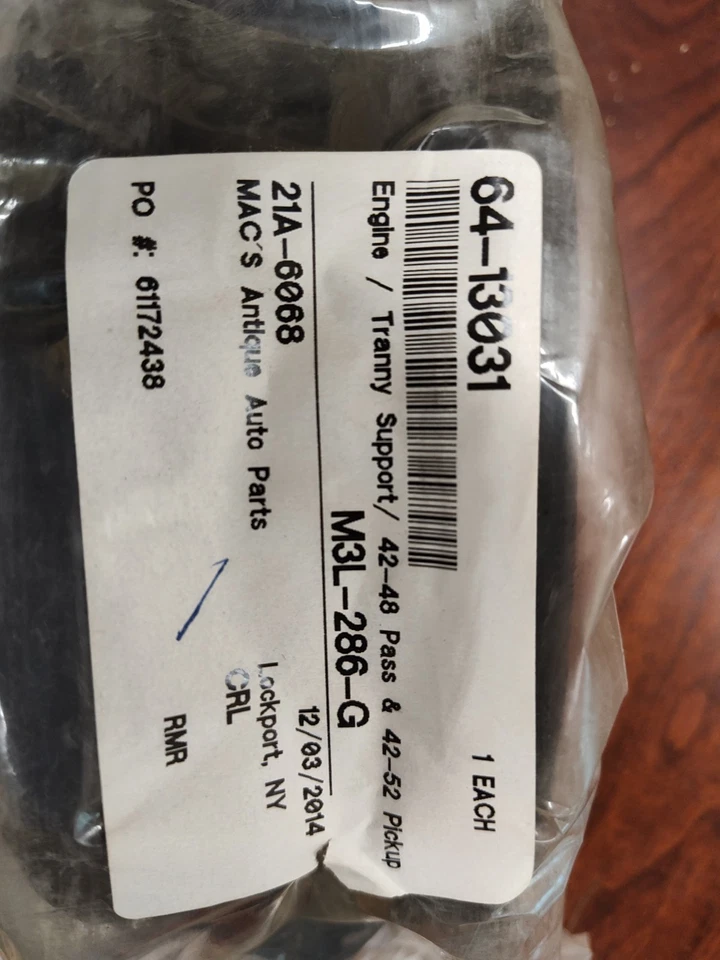 64-13031
1 EACH
Engine / Tranny Support/ 42-48 Pass & 42-52 Pickup
M3L-286-G
21A-6068
12/03/2014
MAC'S Antique Auto Parts
Lockport, NY
CRL
PO #: 61172438
RMR